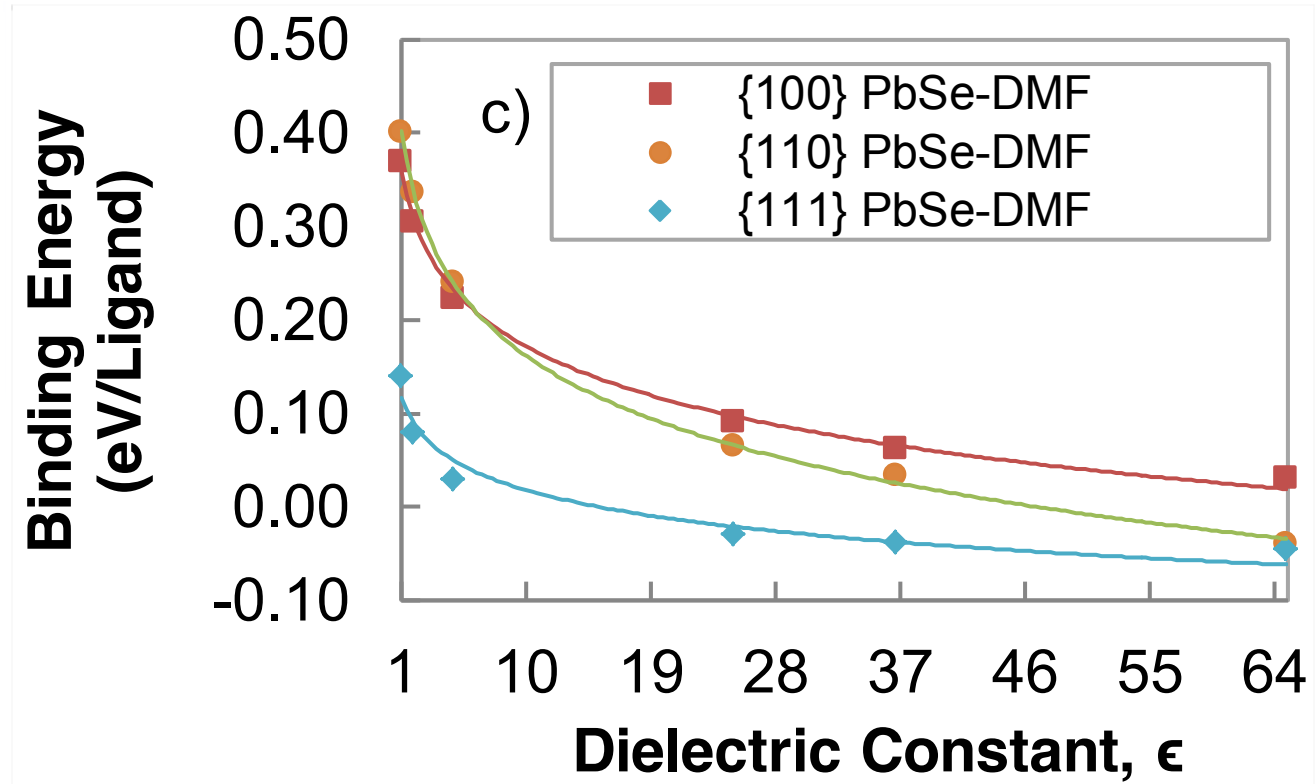 0.50
0.40
0.30
0.20
0.10
0.00
-0.10
Binding Energy
(eV/Ligand)
c)
{100} PbSe-DMF
{110} PbSe-DMF
{111} PbSe-DMF
1 10 19 28 37 46 55 64
Dielectric Constant, ϵ